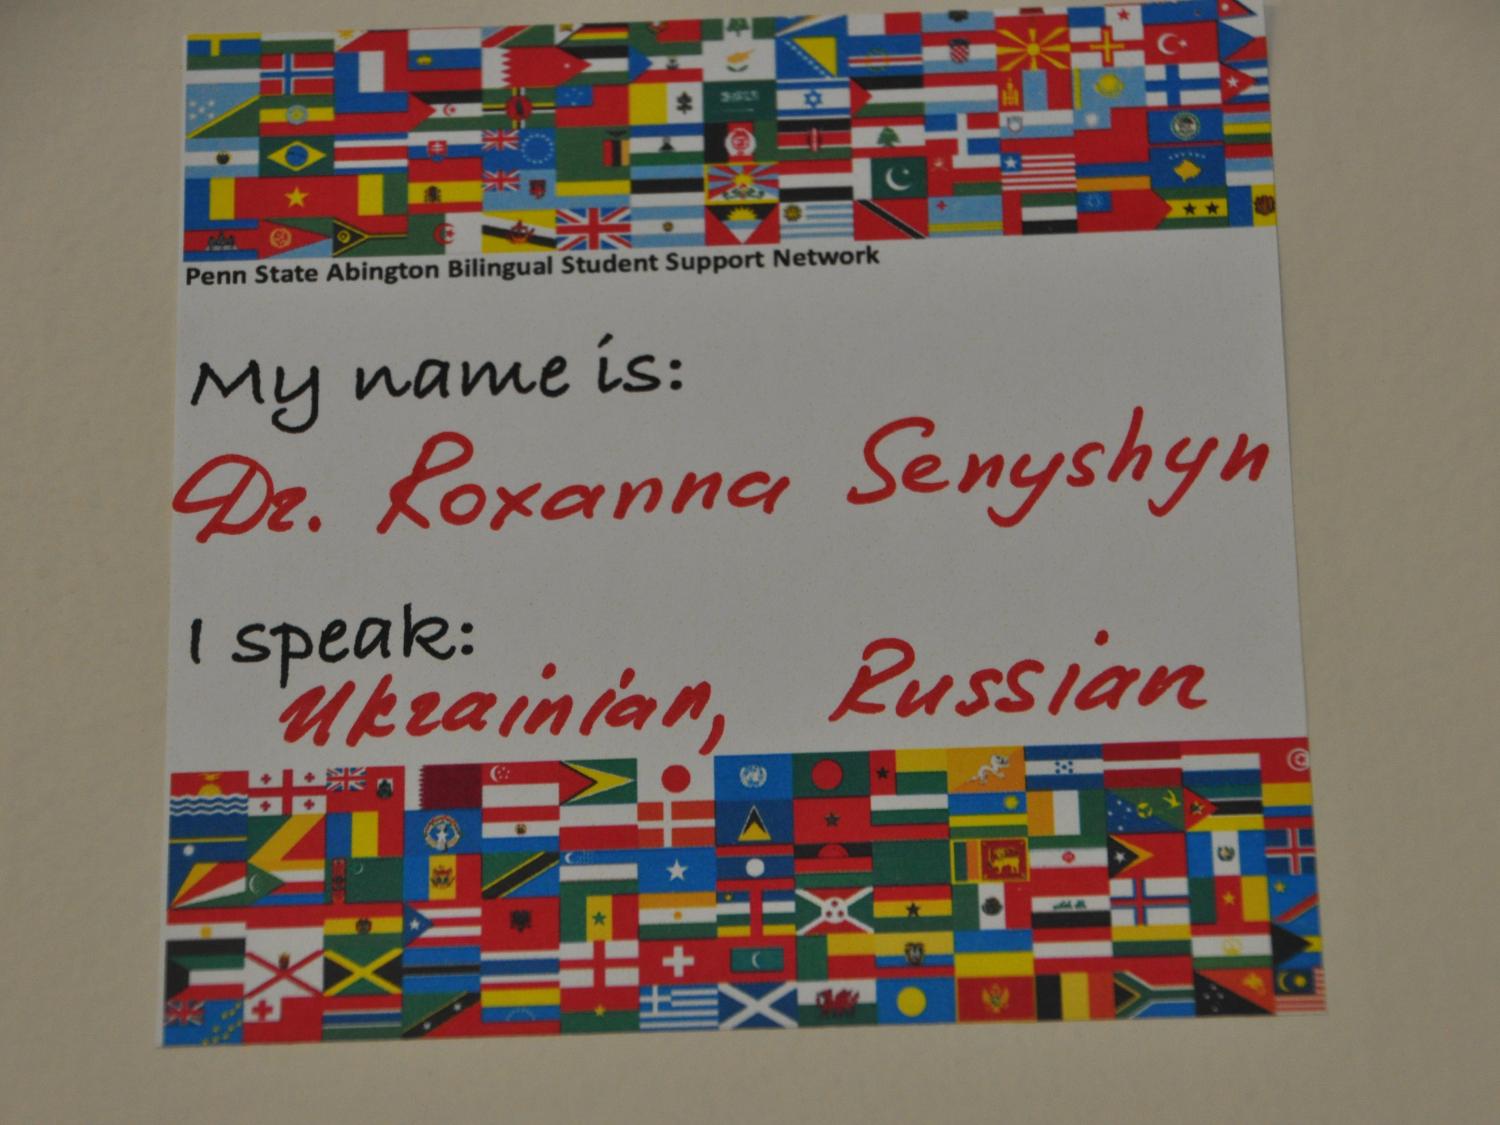 Penn State Abington Bilingual Student Support Network
My name is:
Dr. Roxanna Senyshyn
I speak:
Ukrainian, Russian